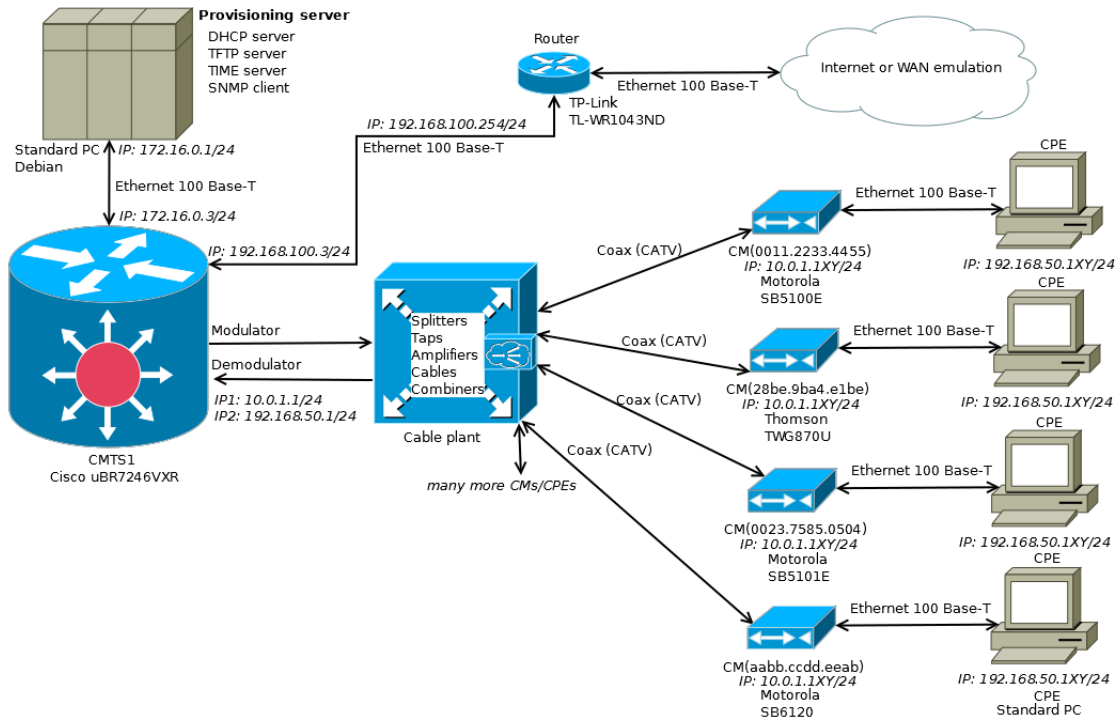 Provisioning server
DHCP server
TFTP server
TIME server
SNMP client
Standard PC
Debian
IP: 172.16.0.1/24
Ethernet 100 Base-T
IP: 172.16.0.3/24
IP: 192.168.100.3/24
Router
TP-Link
TL-WR1043ND
IP: 192.168.100.254/24
Ethernet 100 Base-T
Ethernet 100 Base-T
Internet or WAN emulation
Modulator
Demodulator
IP1: 10.0.1.1/24
IP2: 192.168.50.1/24
CMTS1
Cisco uBR7246VXR
Splitters
Taps
Amplifiers
Cables
Combiners
Cable plant
many more CMs/CPEs
Coax (CATV)
CM(0011.2233.4455)
IP: 10.0.1.1XY/24
Motorola
SB5100E
Ethernet 100 Base-T
CPE
IP: 192.168.50.1XY/24
Coax (CATV)
CM(28be.9ba4.e1be)
IP: 10.0.1.1XY/24
Thomson
TWG870U
Ethernet 100 Base-T
CPE
IP: 192.168.50.1XY/24
Coax (CATV)
CM(0023.7585.0504)
IP: 10.0.1.1XY/24
Motorola
SB5101E
Ethernet 100 Base-T
CPE
IP: 192.168.50.1XY/24
Coax (CATV)
CM(aabb.ccdd.eeab)
IP: 10.0.1.1XY/24
Motorola
SB6120
Ethernet 100 Base-T
CPE
IP: 192.168.50.1XY/24
CPE
Standard PC